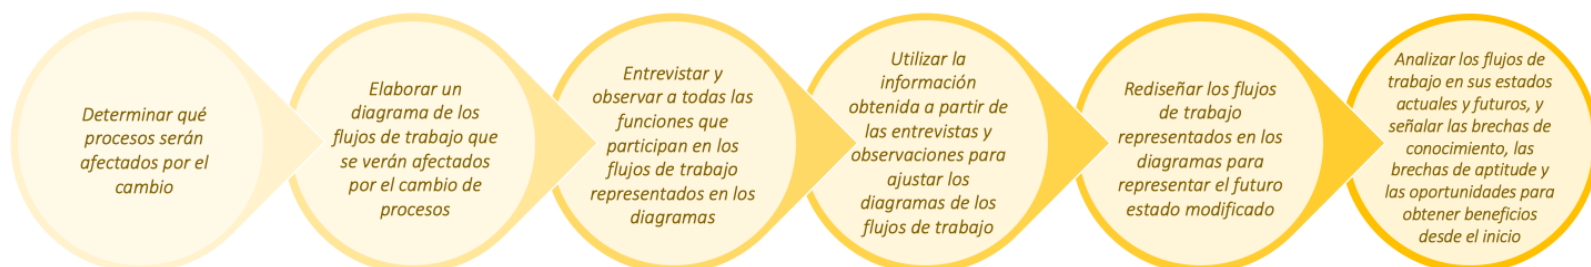 Determinar qué
procesos serán
afectados por el
cambio
Elaborar un
diagrama de los
flujos de trabajo que
se verán afectados
por el cambio de
procesos
Entrevistar y
observar a todas las
funciones que
participan en los
flujos de trabajo
representados en los
diagramas
Utilizar la
información
obtenida a partir de
las entrevistas y
observaciones para
ajustar los
diagramas de los
flujos de trabajo
Rediseñar los flujos
de trabajo
representados en los
diagramas para
representar el futuro
estado modificado
Analizar los flujos de
trabajo en sus estados
actuales y futuros, y
señalar las brechas de
conocimiento, las
brechas de aptitude y
las oportunidades para
obtener beneficios
desde el inicio